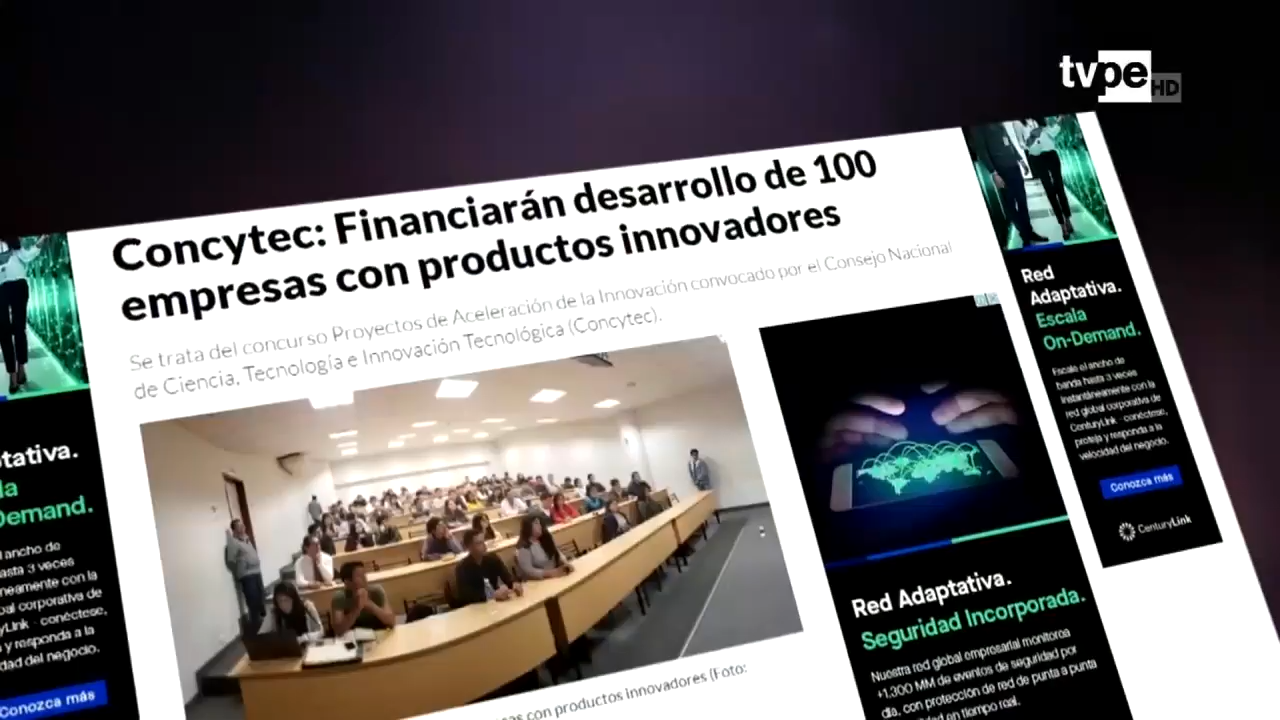 tvpe HD
Concytec: Financiarán desarrollo de 100
empresas con productos innovadores
Se trata del concurso Proyectos de Aceleración de la Innovación convocado por el Consejo Nacional
de Ciencia, Tecnología e Innovación Tecnológica (Concytec).
con productos innovadores (Foto:
Red
Adaptativa.
Escala
On-Demand.
Escale el ancho de
banda hasta 3 veces
instantáneamente con la
red global corporativa de
CenturyLink - conéctese,
proteja y responda a la
velocidad del negocio.
Conozca más
CenturyLink
Red Adaptativa.
Seguridad Incorporada.
Nuestra red global empresarial monitorea
+1,300 MM de eventos de seguridad por
día, con protección de red de punta a punta
en tiempo real.
tativa.
la
Demand.
l ancho de
asta 3 veces
neamente con la
bal corporativa de
yLink - conéctese,
y responda a la
dad del negocio.
Conozca más